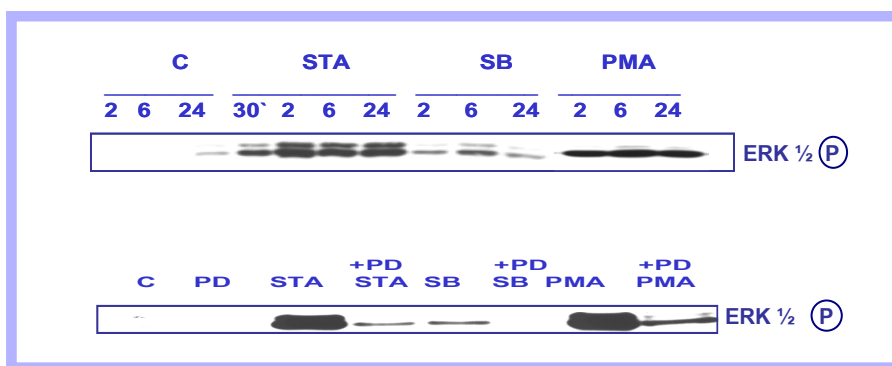 C STA SB PMA
2 6 24 30` 2 6 24 2 6 24 2 6 24
ERK ½ P
+PD +PD +PD
C PD STA STA SB SB PMA PMA
ERK ½ P